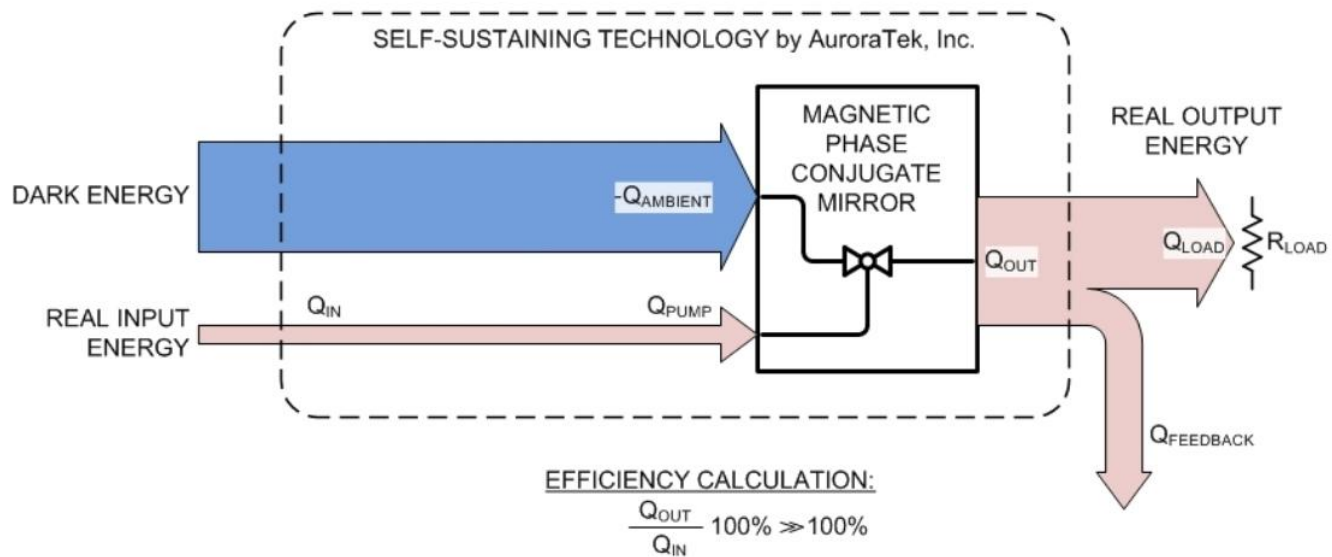 SELF-SUSTAINING TECHNOLOGY by AuroraTek, Inc.
DARK ENERGY
-QAMBIENT
MAGNETIC
PHASE
CONJUGATE
MIRROR
REAL OUTPUT
ENERGY
QOUT
QLOAD
RLOAD
REAL INPUT
ENERGY
QIN
QPUMP
QFEEDBACK
EFFICIENCY CALCULATION:
QOUT
QIN
100% ≫ 100%